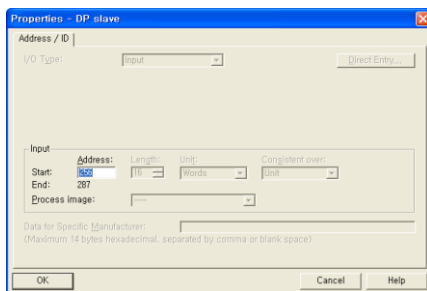 Properties - DP slave
Address / ID
I/O Type: Input Direct Entry...
Input
Address: Length: Unit: Consistent over:
Start: 256 16 Words Unit
End: 287
Process image: ----
Data for Specific Manufacturer:
(Maximum 14 bytes hexadecimal, separated by comma or blank space)
OK Cancel Help